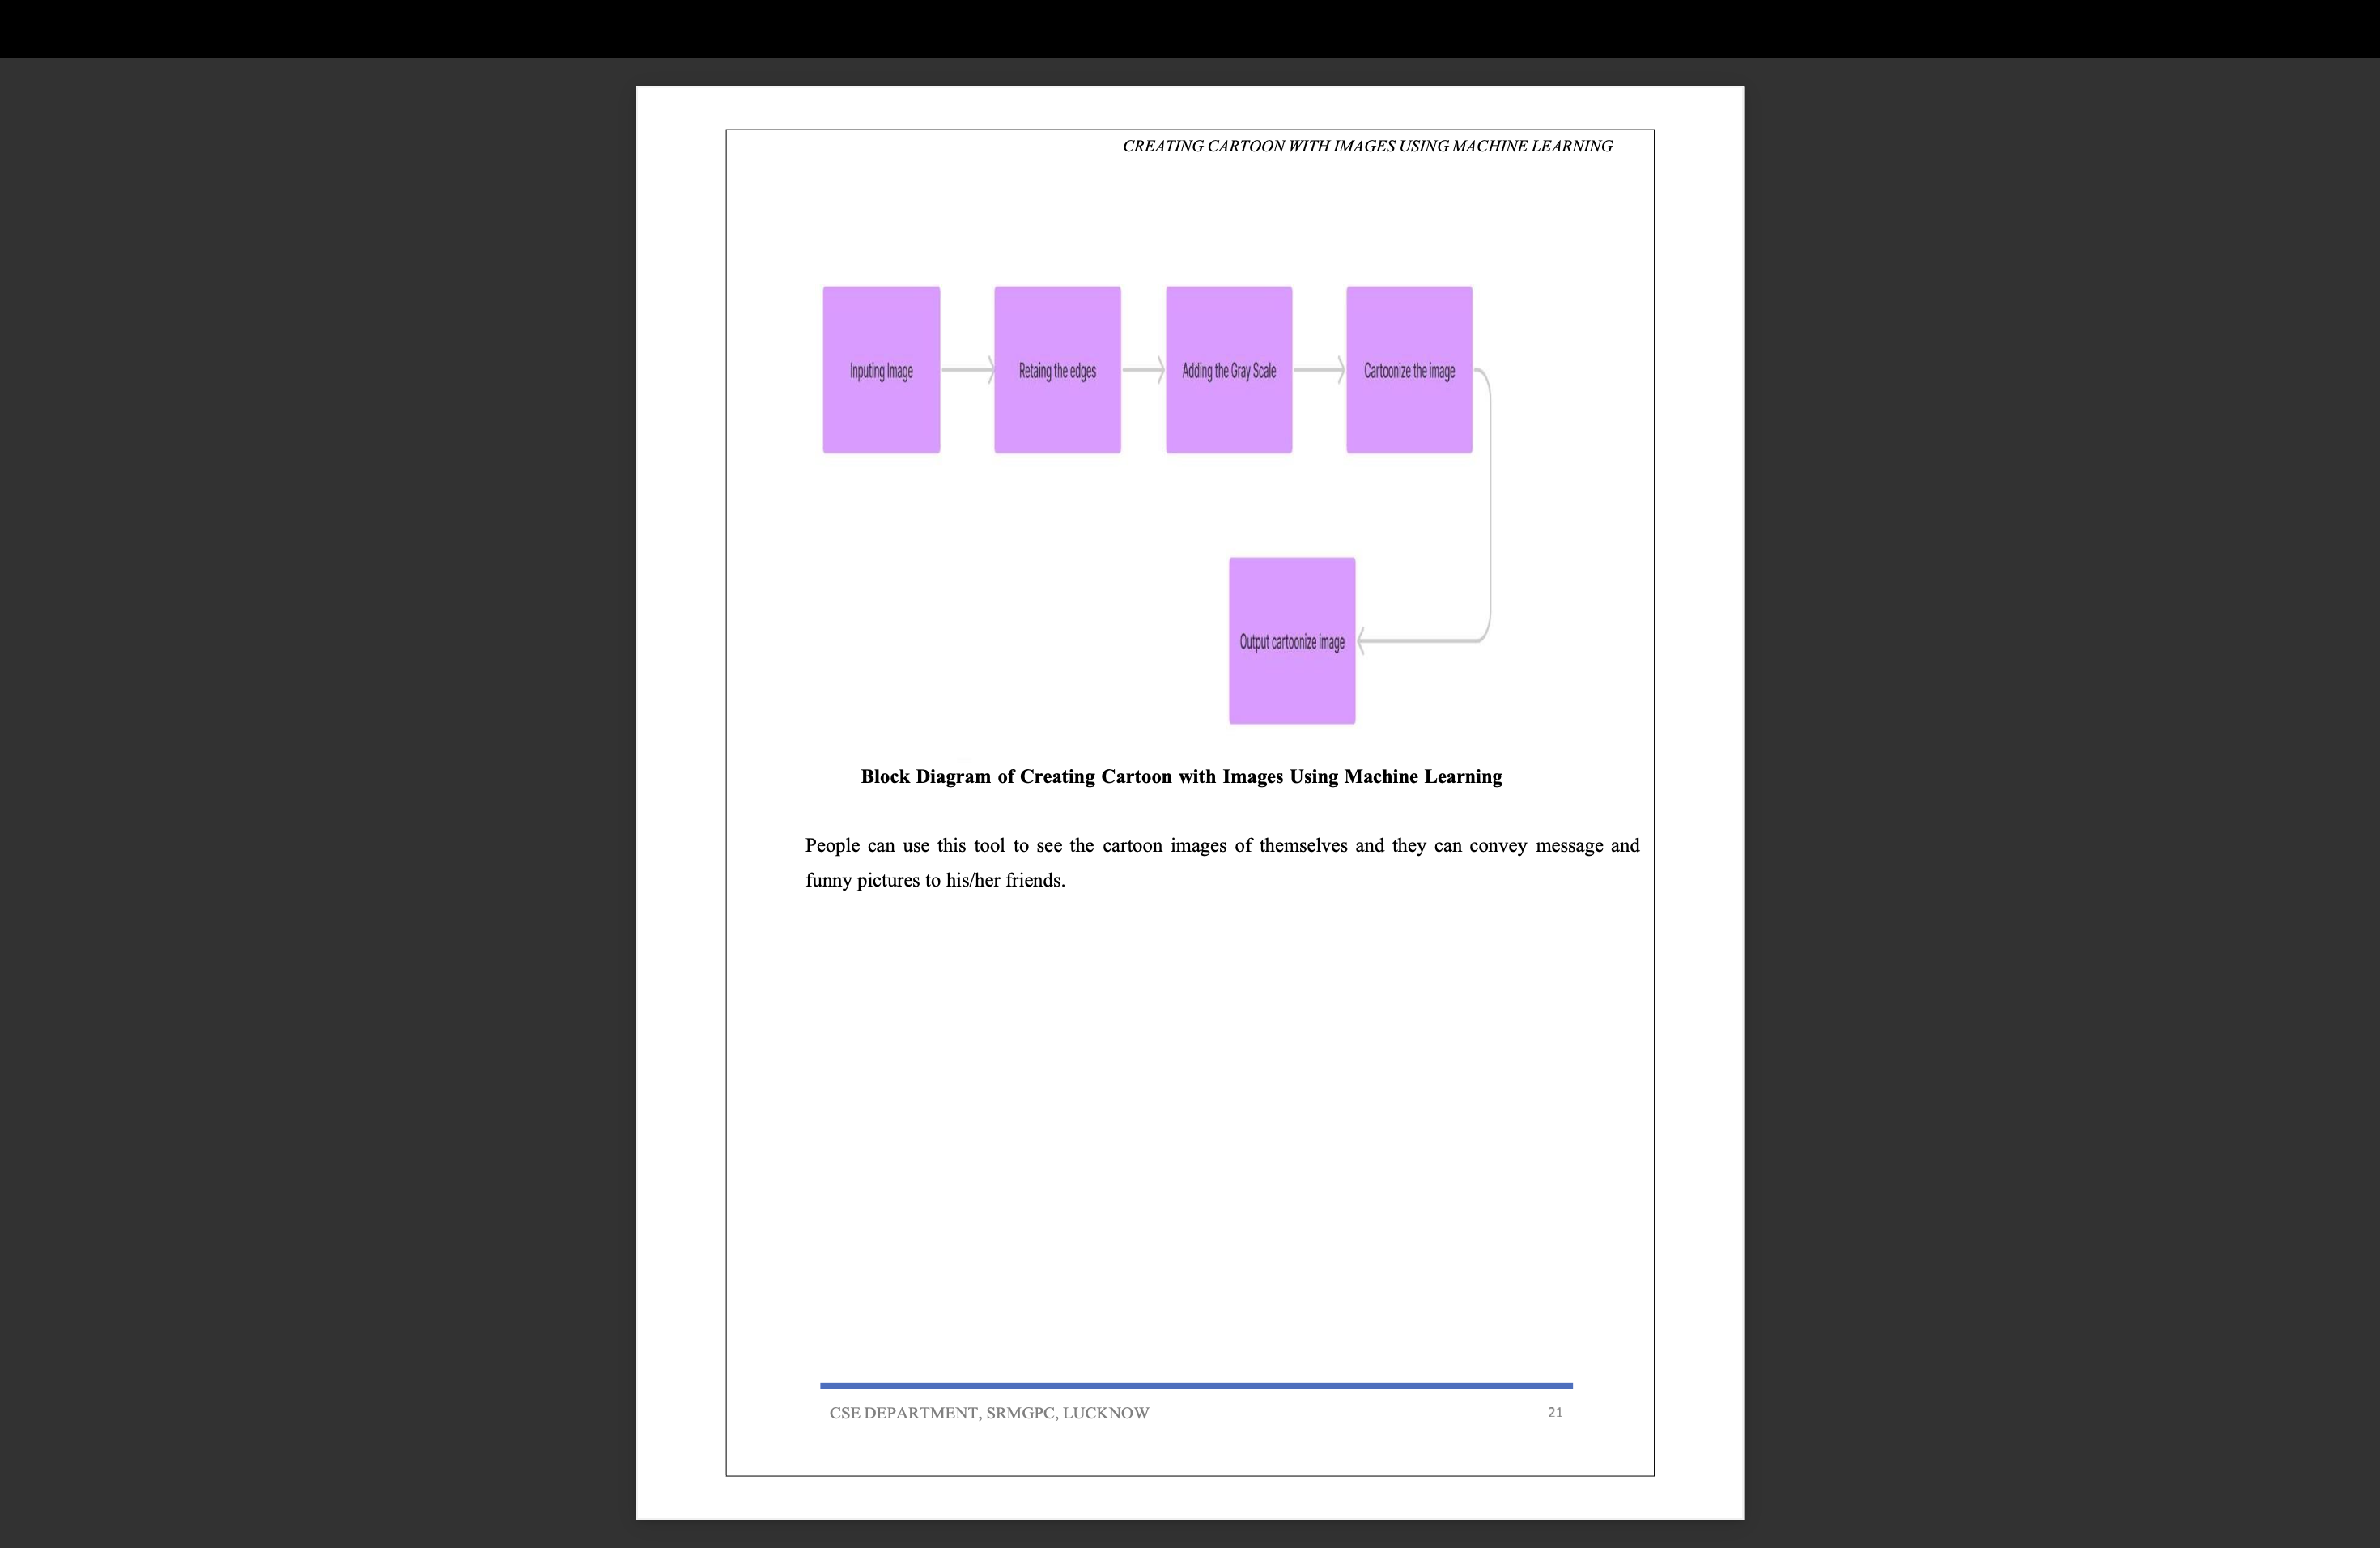 CREATING CARTOON WITH IMAGES USING MACHINE LEARNING
Inputing Image
Retaing the edges
Adding the Gray Scale
Cartoonize the image
Output cartoonize image
Block Diagram of Creating Cartoon with Images Using Machine Learning
People can use this tool to see the cartoon images of themselves and they can convey message and
funny pictures to his/her friends.
CSE DEPARTMENT, SRMGPC, LUCKNOW
21